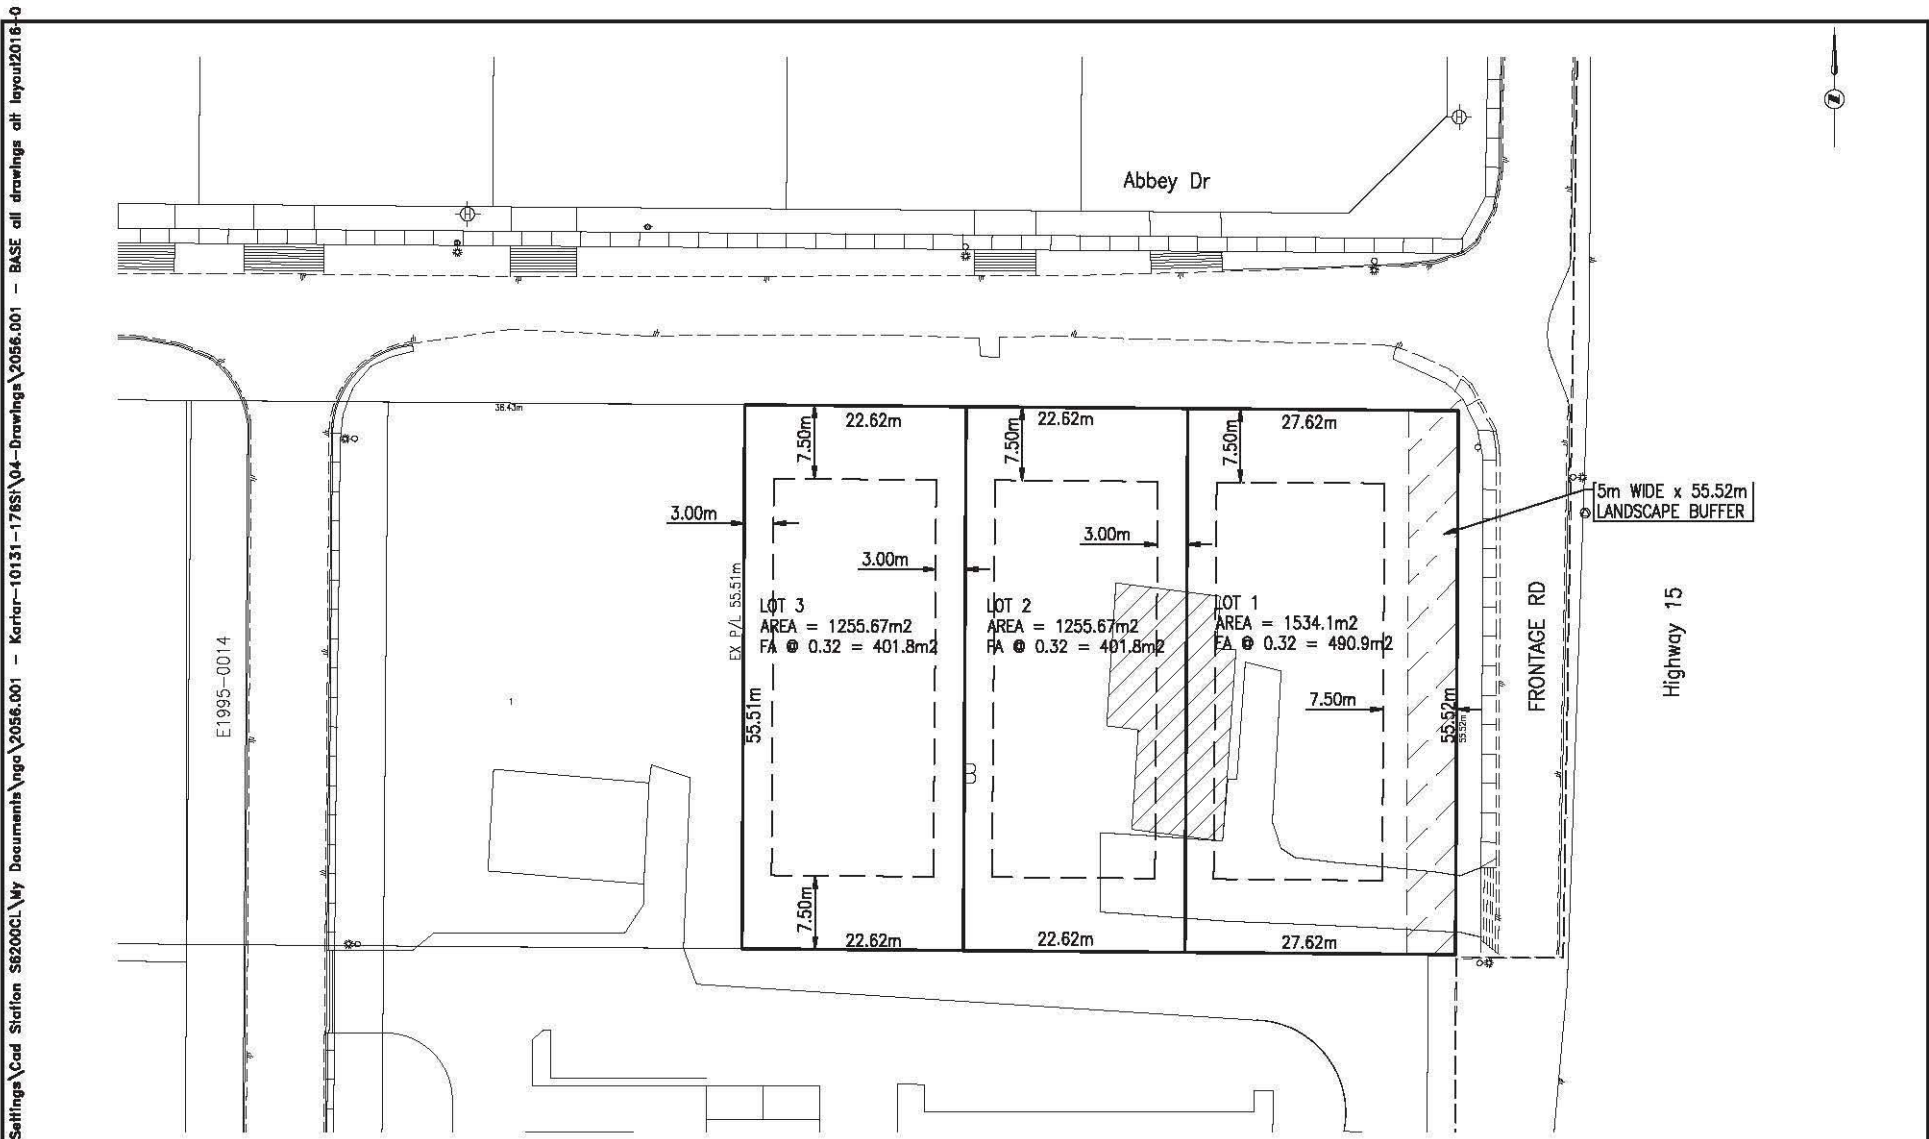 Settings\Cad Station S6200CL\My Documents\nga\2056.001 - Kartar-10131-176St\04-Drawings\2056.001 - BASE all drawings alt layout2016-0
Abbey Dr
H
H
Z
36.43m
22.62m
22.62m
27.62m
7.50m
7.50m
7.50m
5m WIDE x 55.52m
LANDSCAPE BUFFER
3.00m
3.00m
3.00m
EX P/L 55.51m
LOT 3
AREA = 1255.67m2
FA @ 0.32 = 401.8m2
LOT 2
AREA = 1255.67m2
FA @ 0.32 = 401.8m2
LOT 1
AREA = 1534.1m2
FA @ 0.32 = 490.9m2
E1995-0014
1
55.51m
B
7.50m
55.52m
55.52m
FRONTAGE RD
Highway 15
7.50m
22.62m
22.62m
27.62m